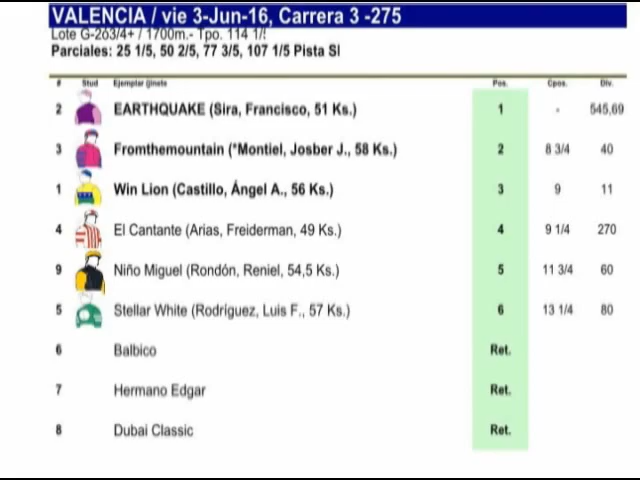 VALENCIA / vie 3-Jun-16, Carrera 3 -275
Lote G-263/4+ / 1700m.- Tpo. 114 1/5
Parciales: 25 1/5, 50 2/5, 77 3/5, 107 1/5 Pista Sl
# Stud Ejemplar Pos. Cpos. Div.
2 EARTHQUAKE (Sira, Francisco, 51 Ks.) 1 - 545,69
3 Fromthemountain (*Montiel, Josber J., 58 Ks.) 2 8 3/4 40
1 Win Lion (Castillo, Ángel A., 56 Ks.) 3 9 11
4 El Cantante (Arias, Freiderman, 49 Ks.) 4 9 1/4 270
9 Niño Miguel (Rondón, Reniel, 54,5 Ks.) 5 11 3/4 60
5 Stellar White (Rodríguez, Luis F., 57 Ks.) 6 13 1/4 80
6 Balbico Ret.
7 Hermano Edgar Ret.
8 Dubai Classic Ret.